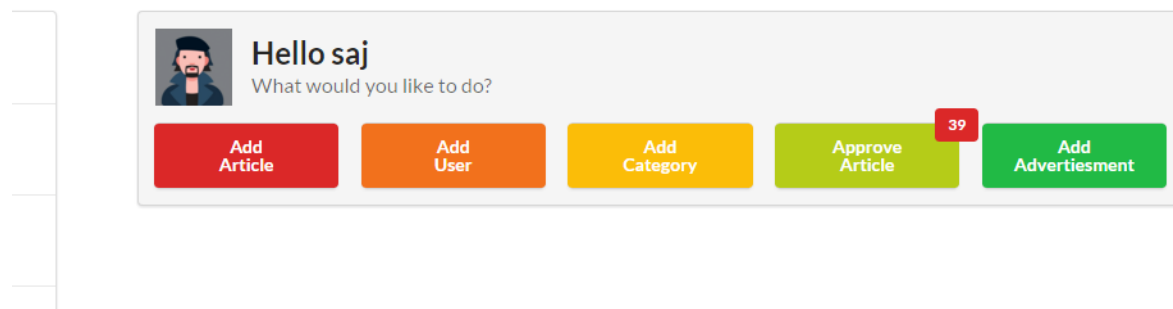 Hello saj
What would you like to do?
Add
Article
Add
User
Add
Category
Approve
Article
39
Add
Advertiesment